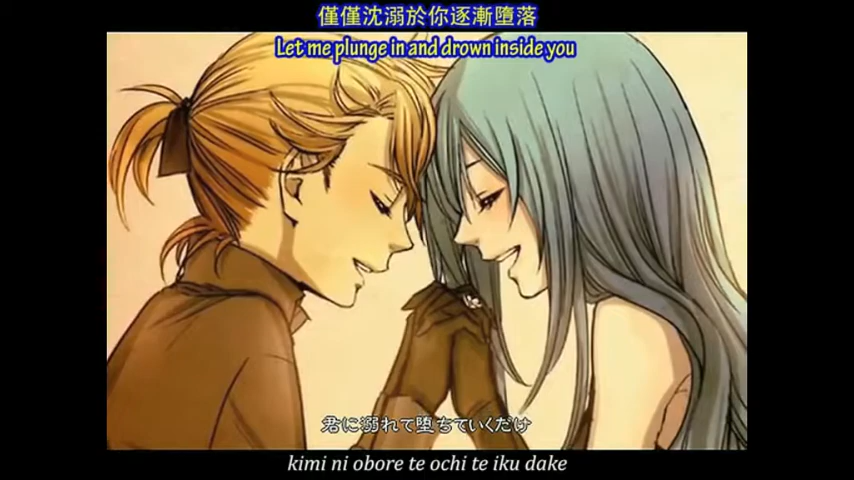 僅僅沈溺於你逐漸墮落
Let me plunge in and drown inside you
君に溺れて堕ちていくだけ
kimi ni obore te ochi te iku dake